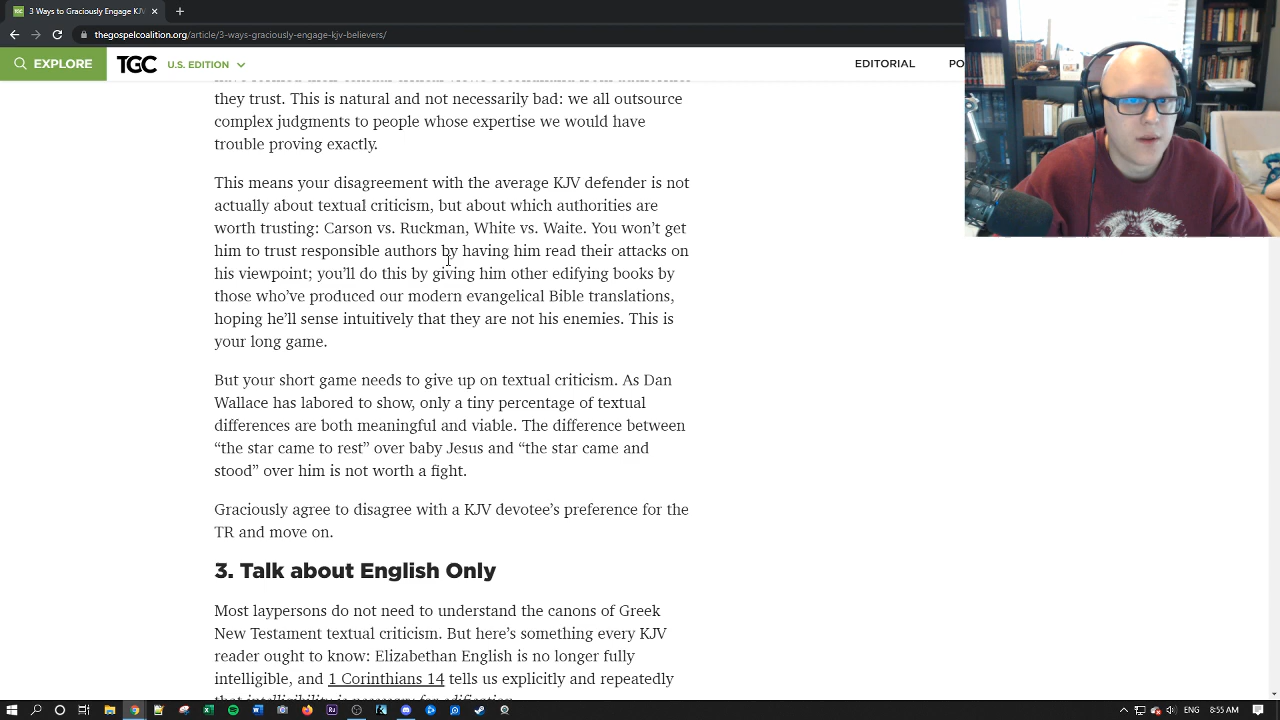 3 Ways Graciously Engage KJV
thegospelcoalition.org/article/3-ways-graciously-engage-kjv-believers/
EXPLORE
TGC
U.S. EDITION
EDITORIAL
PO
they trust. This is natural and not necessarily bad: we all outsource
complex judgments to people whose expertise we would have
trouble proving exactly.
This means your disagreement with the average KJV defender is not
actually about textual criticism, but about which authorities are
worth trusting: Carson vs. Ruckman, White vs. Waite. You won’t get
him to trust responsible authors by having him read their attacks on
his viewpoint; you’ll do this by giving him other edifying books by
those who’ve produced our modern evangelical Bible translations,
hoping he’ll sense intuitively that they are not his enemies. This is
your long game.
But your short game needs to give up on textual criticism. As Dan
Wallace has labored to show, only a tiny percentage of textual
differences are both meaningful and viable. The difference between
“the star came to rest” over baby Jesus and “the star came and
stood” over him is not worth a fight.
Graciously agree to disagree with a KJV devotee’s preference for the
TR and move on.
3. Talk about English Only
Most laypersons do not need to understand the canons of Greek
New Testament textual criticism. But here’s something every KJV
reader ought to know: Elizabethan English is no longer fully
intelligible, and 1 Corinthians 14 tells us explicitly and repeatedly
that intelligibility is necessary for edification
8:55 AM